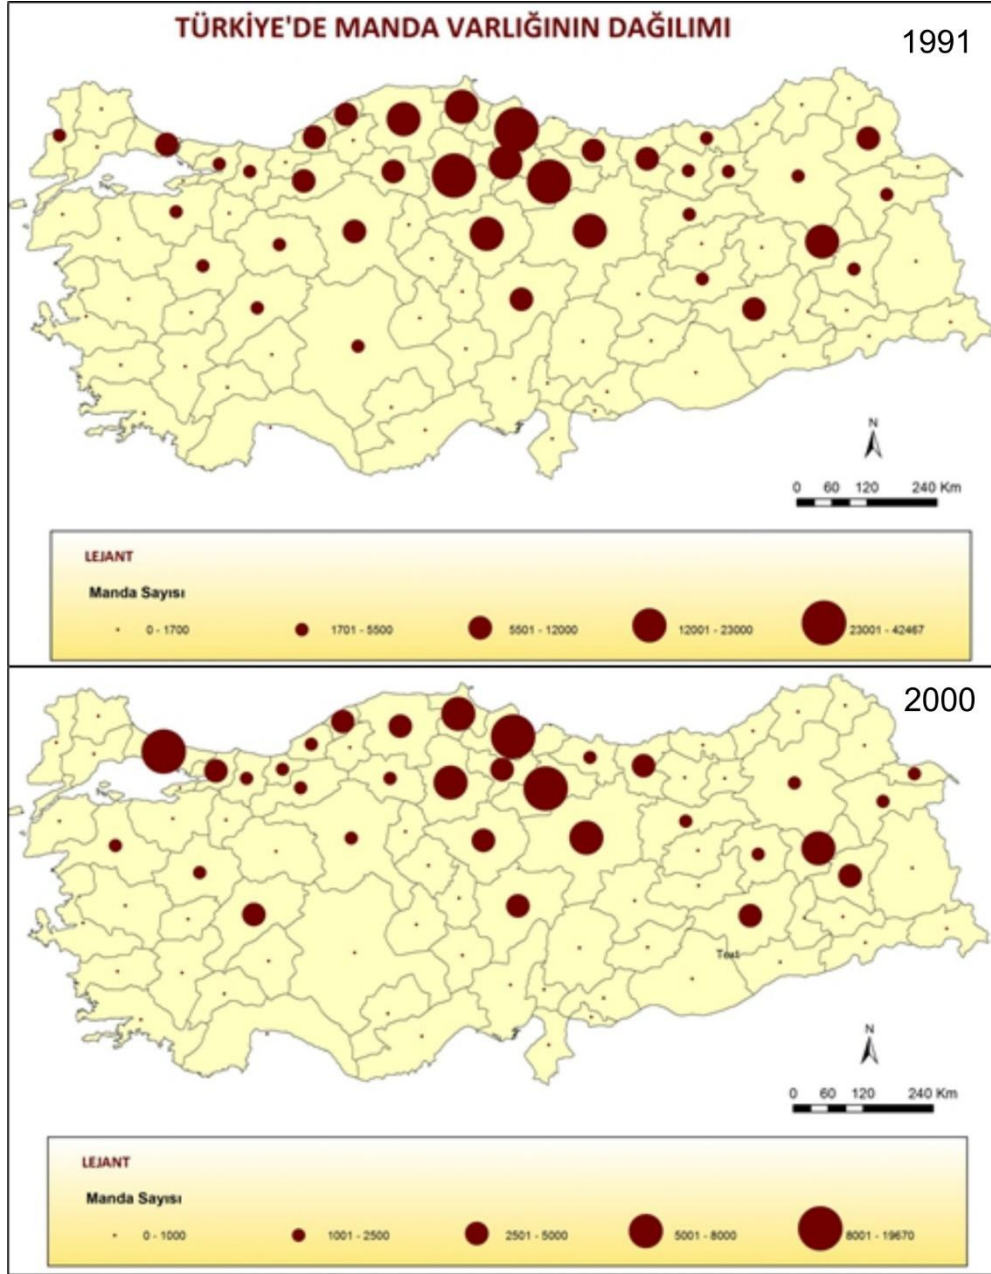 TÜRKİYE'DE MANDA VARLIĞININ DAĞILIMI
1991
N
0 60 120 240 Km
LEJANT
Manda Sayısı
0 - 1700 1701 - 5500 5501 - 12000 12001 - 23000 23001 - 42467
2000
Text
N
0 60 120 240 Km
LEJANT
Manda Sayısı
0 - 1000 1001 - 2500 2501 - 5000 5001 - 8000 8001 - 19670